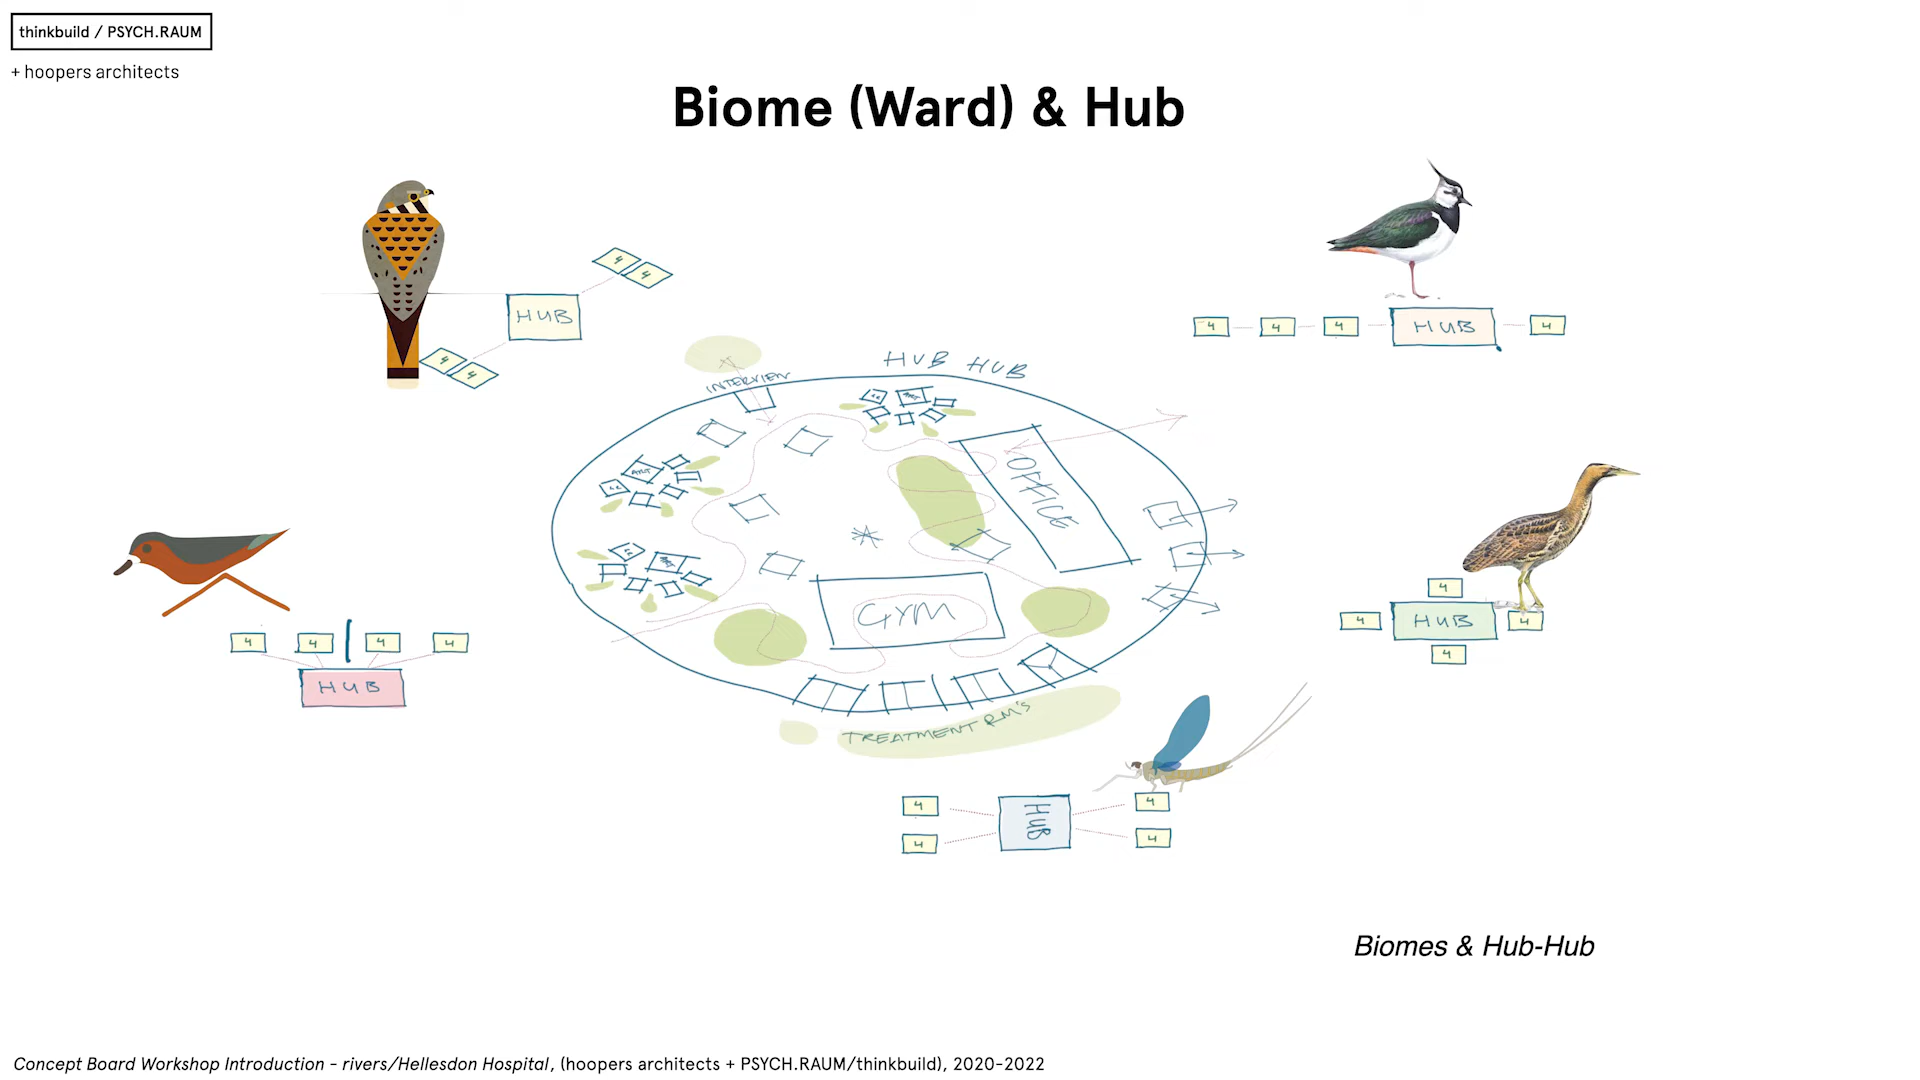 thinkbuild / PSYCH.RAUM
+ hoopers architects
Biome (Ward) & Hub
4 4
HUB
4 4
4 4 4 HUB 4
HUB HUB
INTERVIEW
ART
OFFICE
GYM
TREATMENT RM'S
4 4 4 4
HUB
4
4 HUB 4
4
4 4
HUB
4 4
Biomes & Hub-Hub
Concept Board Workshop Introduction - rivers/Hellesdon Hospital, (hoopers architects + PSYCH.RAUM/thinkbuild), 2020-2022